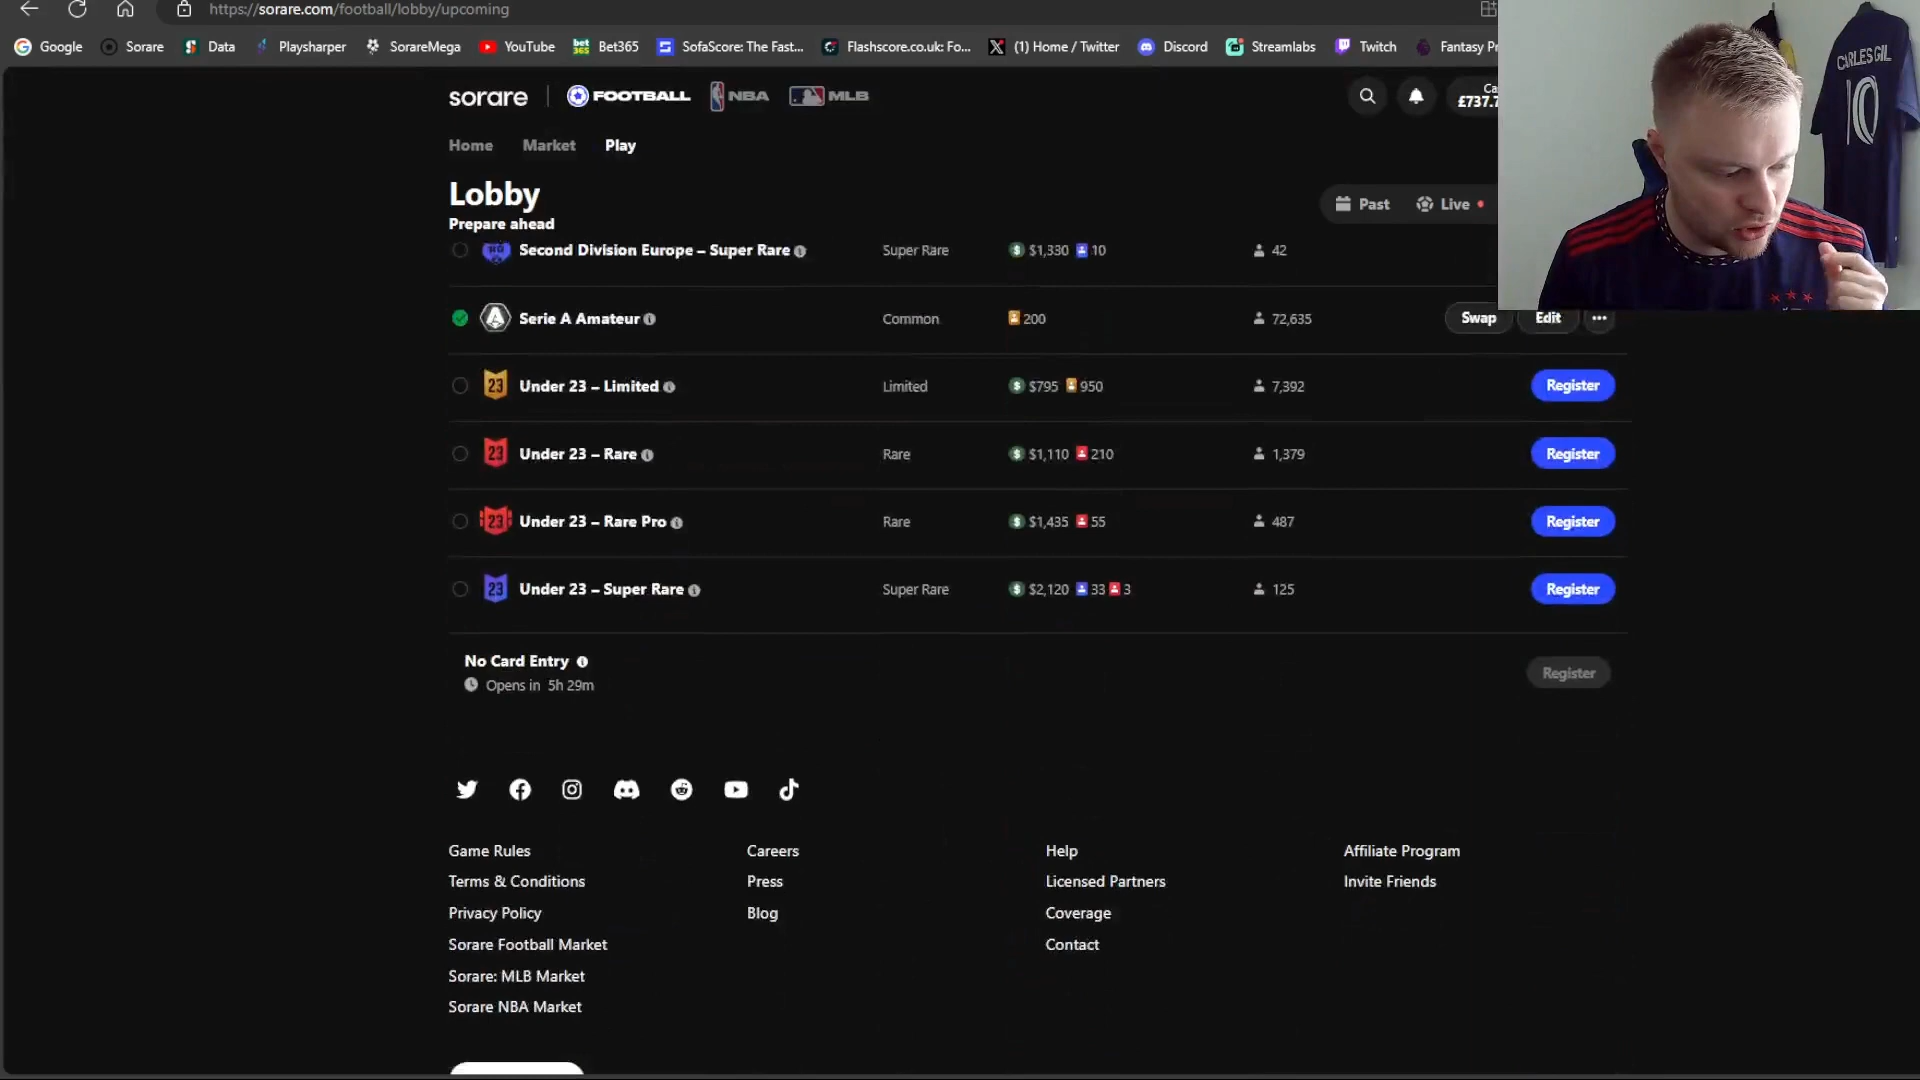 https://sorare.com/football/lobby/upcoming
Google Sorare Data Playsharper SorareMega YouTube Bet365 SofaScore: The Fast... Flashscore.co.uk: Fo... (1) Home / Twitter Discord Streamlabs Twitch Fantasy Pr
sorare FOOTBALL NBA MLB
Ca
£737.7
Home Market Play
Lobby
Prepare ahead
Past Live
Second Division Europe – Super Rare Super Rare $1,330 10 42
Serie A Amateur Common 200 72,635 Swap Edit
Under 23 – Limited Limited $795 950 7,392 Register
Under 23 – Rare Rare $1,110 210 1,379 Register
Under 23 – Rare Pro Rare $1,435 55 487 Register
Under 23 – Super Rare Super Rare $2,120 33 3 125 Register
No Card Entry
Opens in 5h 29m
Register
Game Rules Careers Help Affiliate Program
Terms & Conditions Press Licensed Partners Invite Friends
Privacy Policy Blog Coverage
Sorare Football Market Contact
Sorare: MLB Market
Sorare NBA Market
CARLES GIL
10